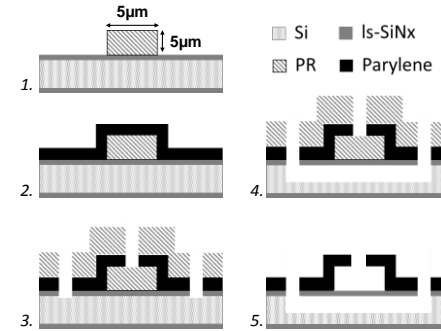 5μm
5μm
Si
ls-SiNx
PR
Parylene
1.
2.
3.
4.
5.